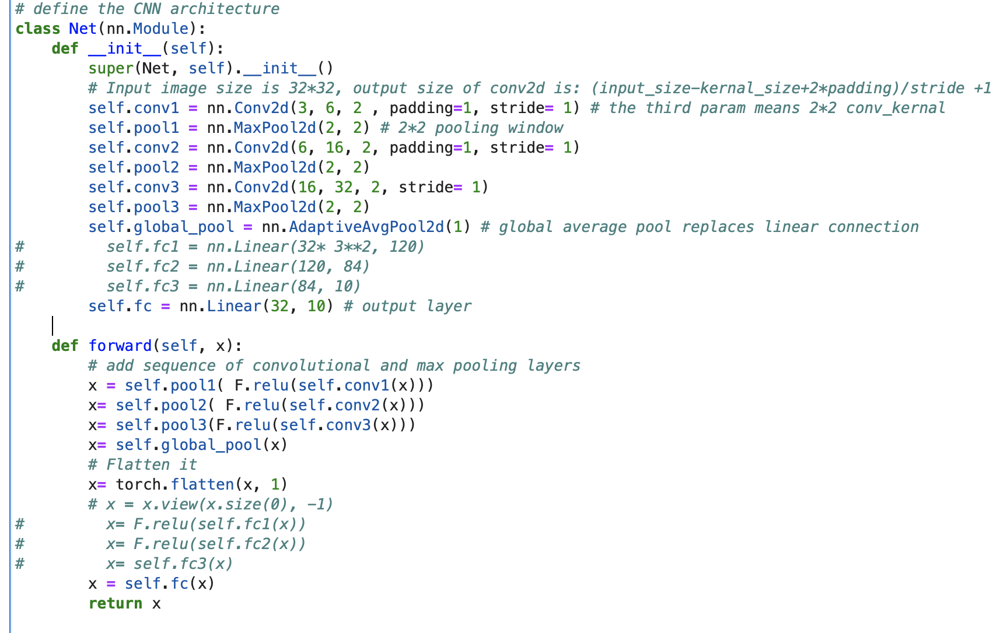 # define the CNN architecture
class Net(nn.Module):
    def __init__(self):
        super(Net, self).__init__()
        # Input image size is 32*32, output size of conv2d is: (input_size-kernal_size+2*padding)/stride +1
        self.conv1 = nn.Conv2d(3, 6, 2 , padding=1, stride= 1) # the third param means 2*2 conv_kernal
        self.pool1 = nn.MaxPool2d(2, 2) # 2*2 pooling window
        self.conv2 = nn.Conv2d(6, 16, 2, padding=1, stride= 1)
        self.pool2 = nn.MaxPool2d(2, 2)
        self.conv3 = nn.Conv2d(16, 32, 2, stride= 1)
        self.pool3 = nn.MaxPool2d(2, 2)
        self.global_pool = nn.AdaptiveAvgPool2d(1) # global average pool replaces linear connection
#         self.fc1 = nn.Linear(32* 3**2, 120)
#         self.fc2 = nn.Linear(120, 84)
#         self.fc3 = nn.Linear(84, 10)
        self.fc = nn.Linear(32, 10) # output layer
    def forward(self, x):
        # add sequence of convolutional and max pooling layers
        x = self.pool1( F.relu(self.conv1(x)))
        x= self.pool2( F.relu(self.conv2(x)))
        x= self.pool3(F.relu(self.conv3(x)))
        x= self.global_pool(x)
        # Flatten it
        x= torch.flatten(x, 1)
        # x = x.view(x.size(0), -1)
#         x= F.relu(self.fc1(x))
#         x= F.relu(self.fc2(x))
#         x= self.fc3(x)
        x = self.fc(x)
        return x